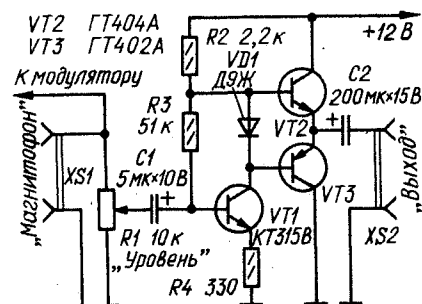 VT2 ГТ404А
VT3 ГТ402А
R2 2,2к
+12В
К модулятору
VD1
Д9Ж
C2
200мк×15В
R3
51к
VT2
"Магнитофон"
XS1
C1
5мк×10В
VT3
"Выход"
VT1
КТ315В
R1 10к
"Уровень"
XS2
R4 330